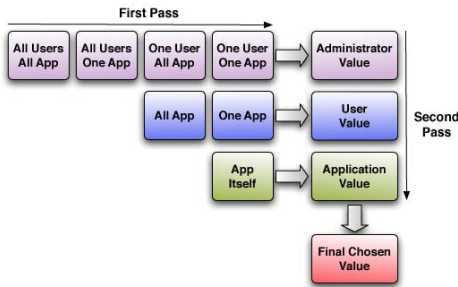 First Pass
All Users
All App
All Users
One App
One User
All App
One User
One App
Administrator
Value
All App
One App
User
Value
Second
Pass
App
Itself
Application
Value
Final Chosen
Value